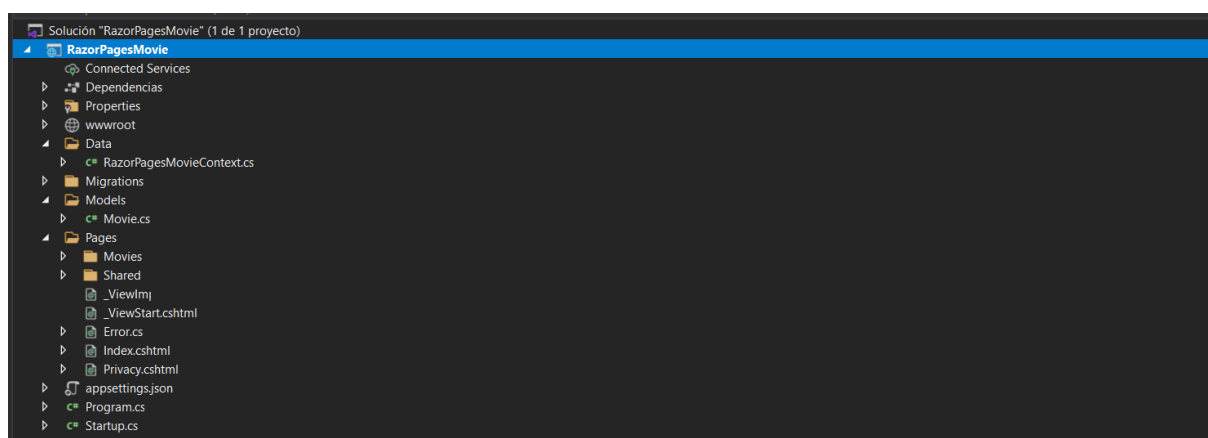 Solución "RazorPagesMovie" (1 de 1 proyecto)
RazorPagesMovie
Connected Services
Dependencias
Properties
wwwroot
Data
C# RazorPagesMovieContext.cs
Migrations
Models
C# Movie.cs
Pages
Movies
Shared
_ViewImp
_ViewStart.cshtml
Error.cs
Index.cshtml
Privacy.cshtml
appsettings.json
C# Program.cs
C# Startup.cs